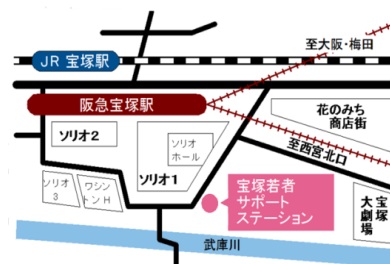 至大阪・梅田
JR 宝塚駅
阪急宝塚駅
花のみち
商店街
ソリオ2
ソリオ
ホール
至西宮北口
ソリオ1
ソリオ
3
ワシン
トンH
宝塚若者
サポート
ステーション
宝塚
大劇場
武庫川